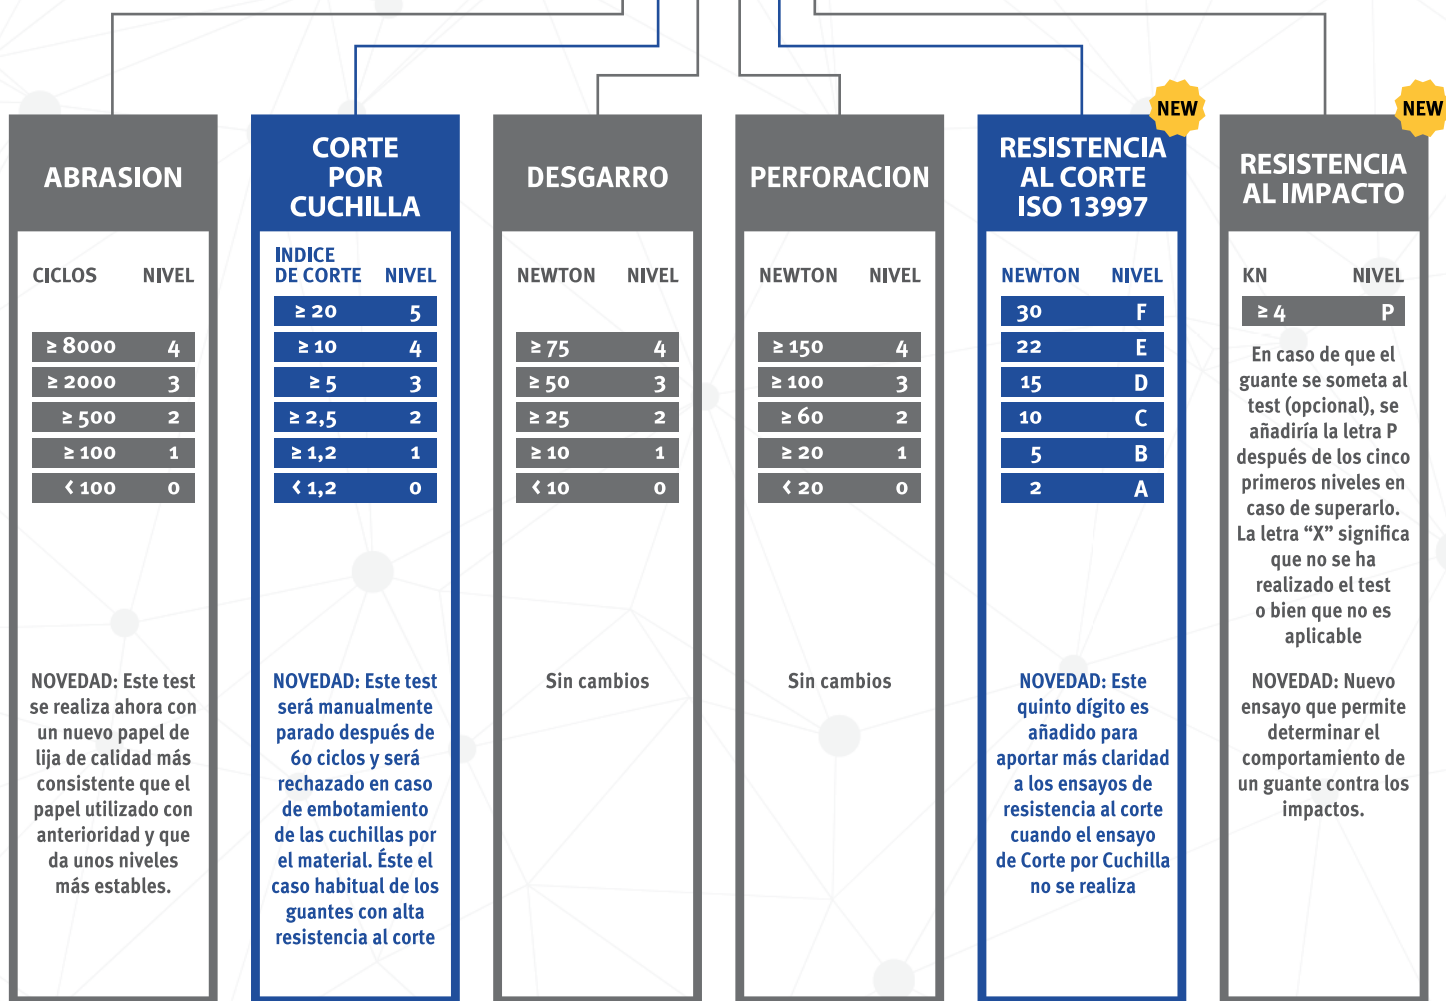 ABRASION
CICLOS NIVEL
≥ 8000 4
≥ 2000 3
≥ 500 2
≥ 100 1
< 100 0
NOVEDAD: Este test
se realiza ahora con
un nuevo papel de
lija de calidad más
consistente que el
papel utilizado con
anterioridad y que
da unos niveles
más estables.
CORTE
POR
CUCHILLA
INDICE
DE CORTE NIVEL
≥ 20 5
≥ 10 4
≥ 5 3
≥ 2,5 2
≥ 1,2 1
< 1,2 0
NOVEDAD: Este test
será manualmente
parado después de
60 ciclos y será
rechazado en caso
de embotamiento
de las cuchillas por
el material. Éste el
caso habitual de los
guantes con alta
resistencia al corte
DESGARRO
NEWTON NIVEL
≥ 75 4
≥ 50 3
≥ 25 2
≥ 10 1
< 10 0
Sin cambios
PERFORACION
NEWTON NIVEL
≥ 150 4
≥ 100 3
≥ 60 2
≥ 20 1
< 20 0
Sin cambios
NEW
RESISTENCIA
AL CORTE
ISO 13997
NEWTON NIVEL
30 F
22 E
15 D
10 C
5 B
2 A
NOVEDAD: Este
quinto dígito es
añadido para
aportar más claridad
a los ensayos de
resistencia al corte
cuando el ensayo
de Corte por Cuchilla
no se realiza
NEW
RESISTENCIA
AL IMPACTO
KN NIVEL
≥ 4 P
En caso de que el
guante se someta al
test (opcional), se
añadiría la letra P
después de los cinco
primeros niveles en
caso de superarlo.
La letra “X” significa
que no se ha
realizado el test
o bien que no es
aplicable
NOVEDAD: Nuevo
ensayo que permite
determinar el
comportamiento de
un guante contra los
impactos.